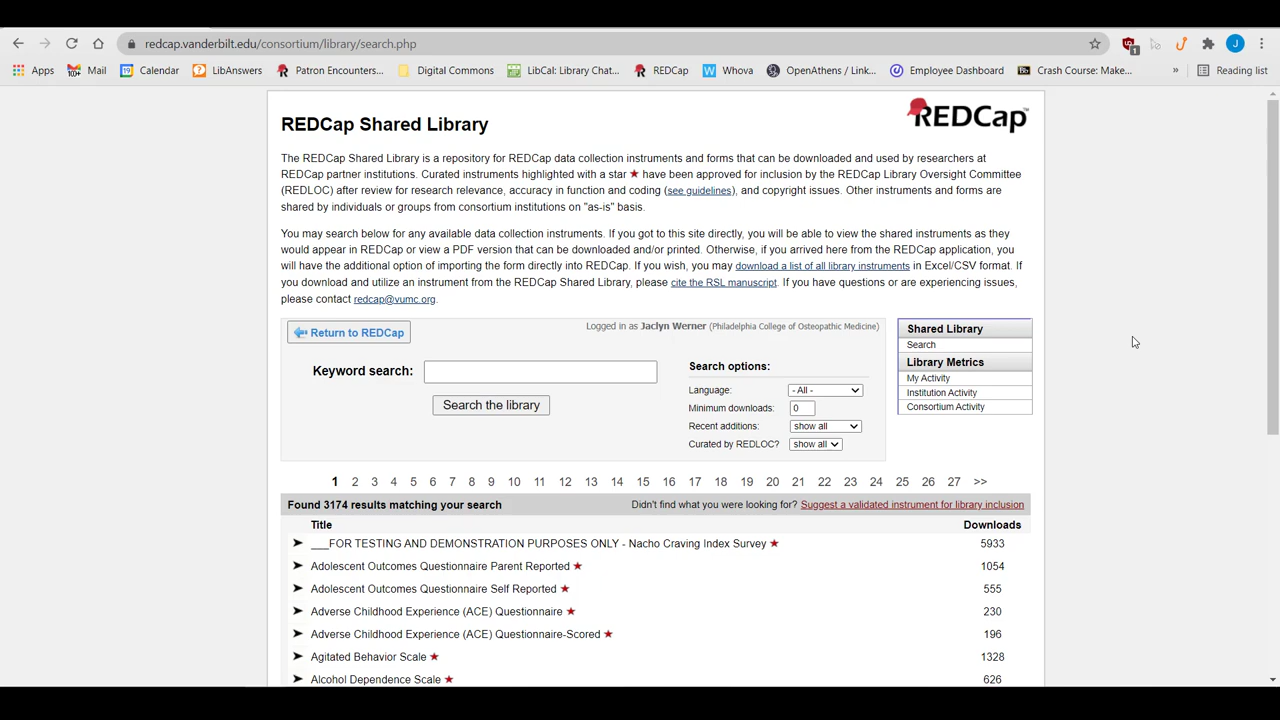 redcap.vanderbilt.edu/consortium/library/search.php
1
J
Apps
10+ Mail
19 Calendar
LibAnswers
Patron Encounters...
Digital Commons
LibCal: Library Chat...
REDCap
W Whova
OpenAthens / Link...
Employee Dashboard
Crash Course: Make...
»
Reading list
REDCap Shared Library
REDCap™
The REDCap Shared Library is a repository for REDCap data collection instruments and forms that can be downloaded and used by researchers at
REDCap partner institutions. Curated instruments highlighted with a star ★ have been approved for inclusion by the REDCap Library Oversight Committee
(REDLOC) after review for research relevance, accuracy in function and coding (see guidelines), and copyright issues. Other instruments and forms are
shared by individuals or groups from consortium institutions on "as-is" basis.
You may search below for any available data collection instruments. If you got to this site directly, you will be able to view the shared instruments as they
would appear in REDCap or view a PDF version that can be downloaded and/or printed. Otherwise, if you arrived here from the REDCap application, you
will have the additional option of importing the form directly into REDCap. If you wish, you may download a list of all library instruments in Excel/CSV format. If
you download and utilize an instrument from the REDCap Shared Library, please cite the RSL manuscript. If you have questions or are experiencing issues,
please contact redcap@vumc.org.
Return to REDCap
Logged in as Jaclyn Werner (Philadelphia College of Osteopathic Medicine)
Keyword search:
Search the library
Search options:
Language: - All -
Minimum downloads: 0
Recent additions: show all
Curated by REDLOC? show all
Shared Library
Search
Library Metrics
My Activity
Institution Activity
Consortium Activity
1 2 3 4 5 6 7 8 9 10 11 12 13 14 15 16 17 18 19 20 21 22 23 24 25 26 27 >>
Found 3174 results matching your search
Didn't find what you were looking for? Suggest a validated instrument for library inclusion
Title Downloads
___FOR TESTING AND DEMONSTRATION PURPOSES ONLY - Nacho Craving Index Survey ★ 5933
Adolescent Outcomes Questionnaire Parent Reported ★ 1054
Adolescent Outcomes Questionnaire Self Reported ★ 555
Adverse Childhood Experience (ACE) Questionnaire ★ 230
Adverse Childhood Experience (ACE) Questionnaire-Scored ★ 196
Agitated Behavior Scale ★ 1328
Alcohol Dependence Scale ★ 626